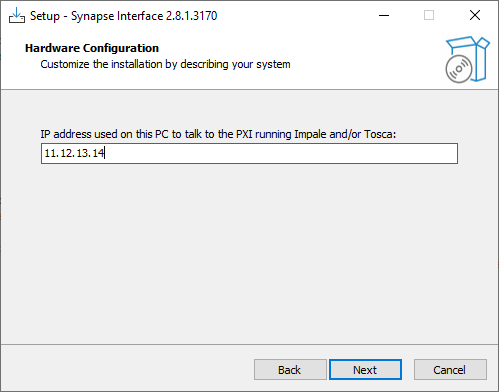 Setup - Synapse Interface 2.8.1.3170
Hardware Configuration
Customize the installation by describing your system
IP address used on this PC to talk to the PXI running Impale and/or Tosca:
11.12.13.14
Back
Next
Cancel